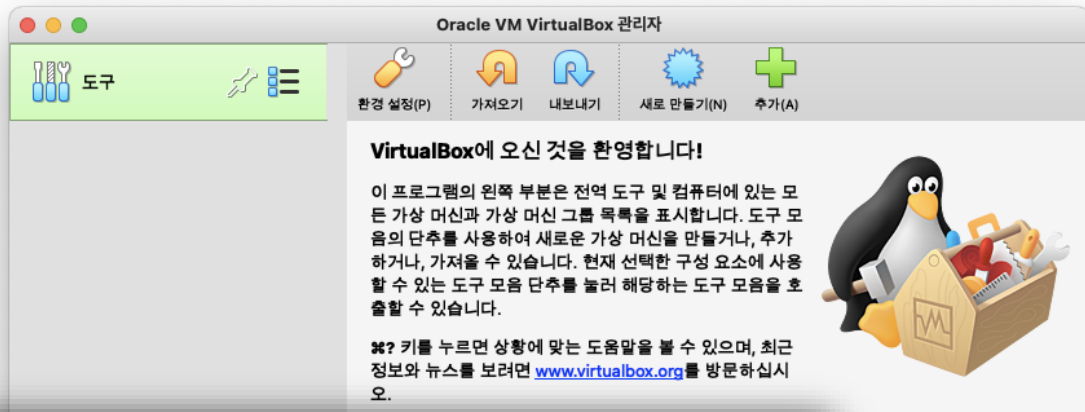 Oracle VM VirtualBox 관리자
도구
환경 설정(P)
가져오기
내보내기
새로 만들기(N)
추가(A)
VirtualBox에 오신 것을 환영합니다!
이 프로그램의 왼쪽 부분은 전역 도구 및 컴퓨터에 있는 모
든 가상 머신과 가상 머신 그룹 목록을 표시합니다. 도구 모
음의 단추를 사용하여 새로운 가상 머신을 만들거나, 추가
하거나, 가져올 수 있습니다. 현재 선택한 구성 요소에 사용
할 수 있는 도구 모음 단추를 눌러 해당하는 도구 모음을 호
출할 수 있습니다.
⌘? 키를 누르면 상황에 맞는 도움말을 볼 수 있으며, 최근
정보와 뉴스를 보려면 www.virtualbox.org를 방문하십시
오.